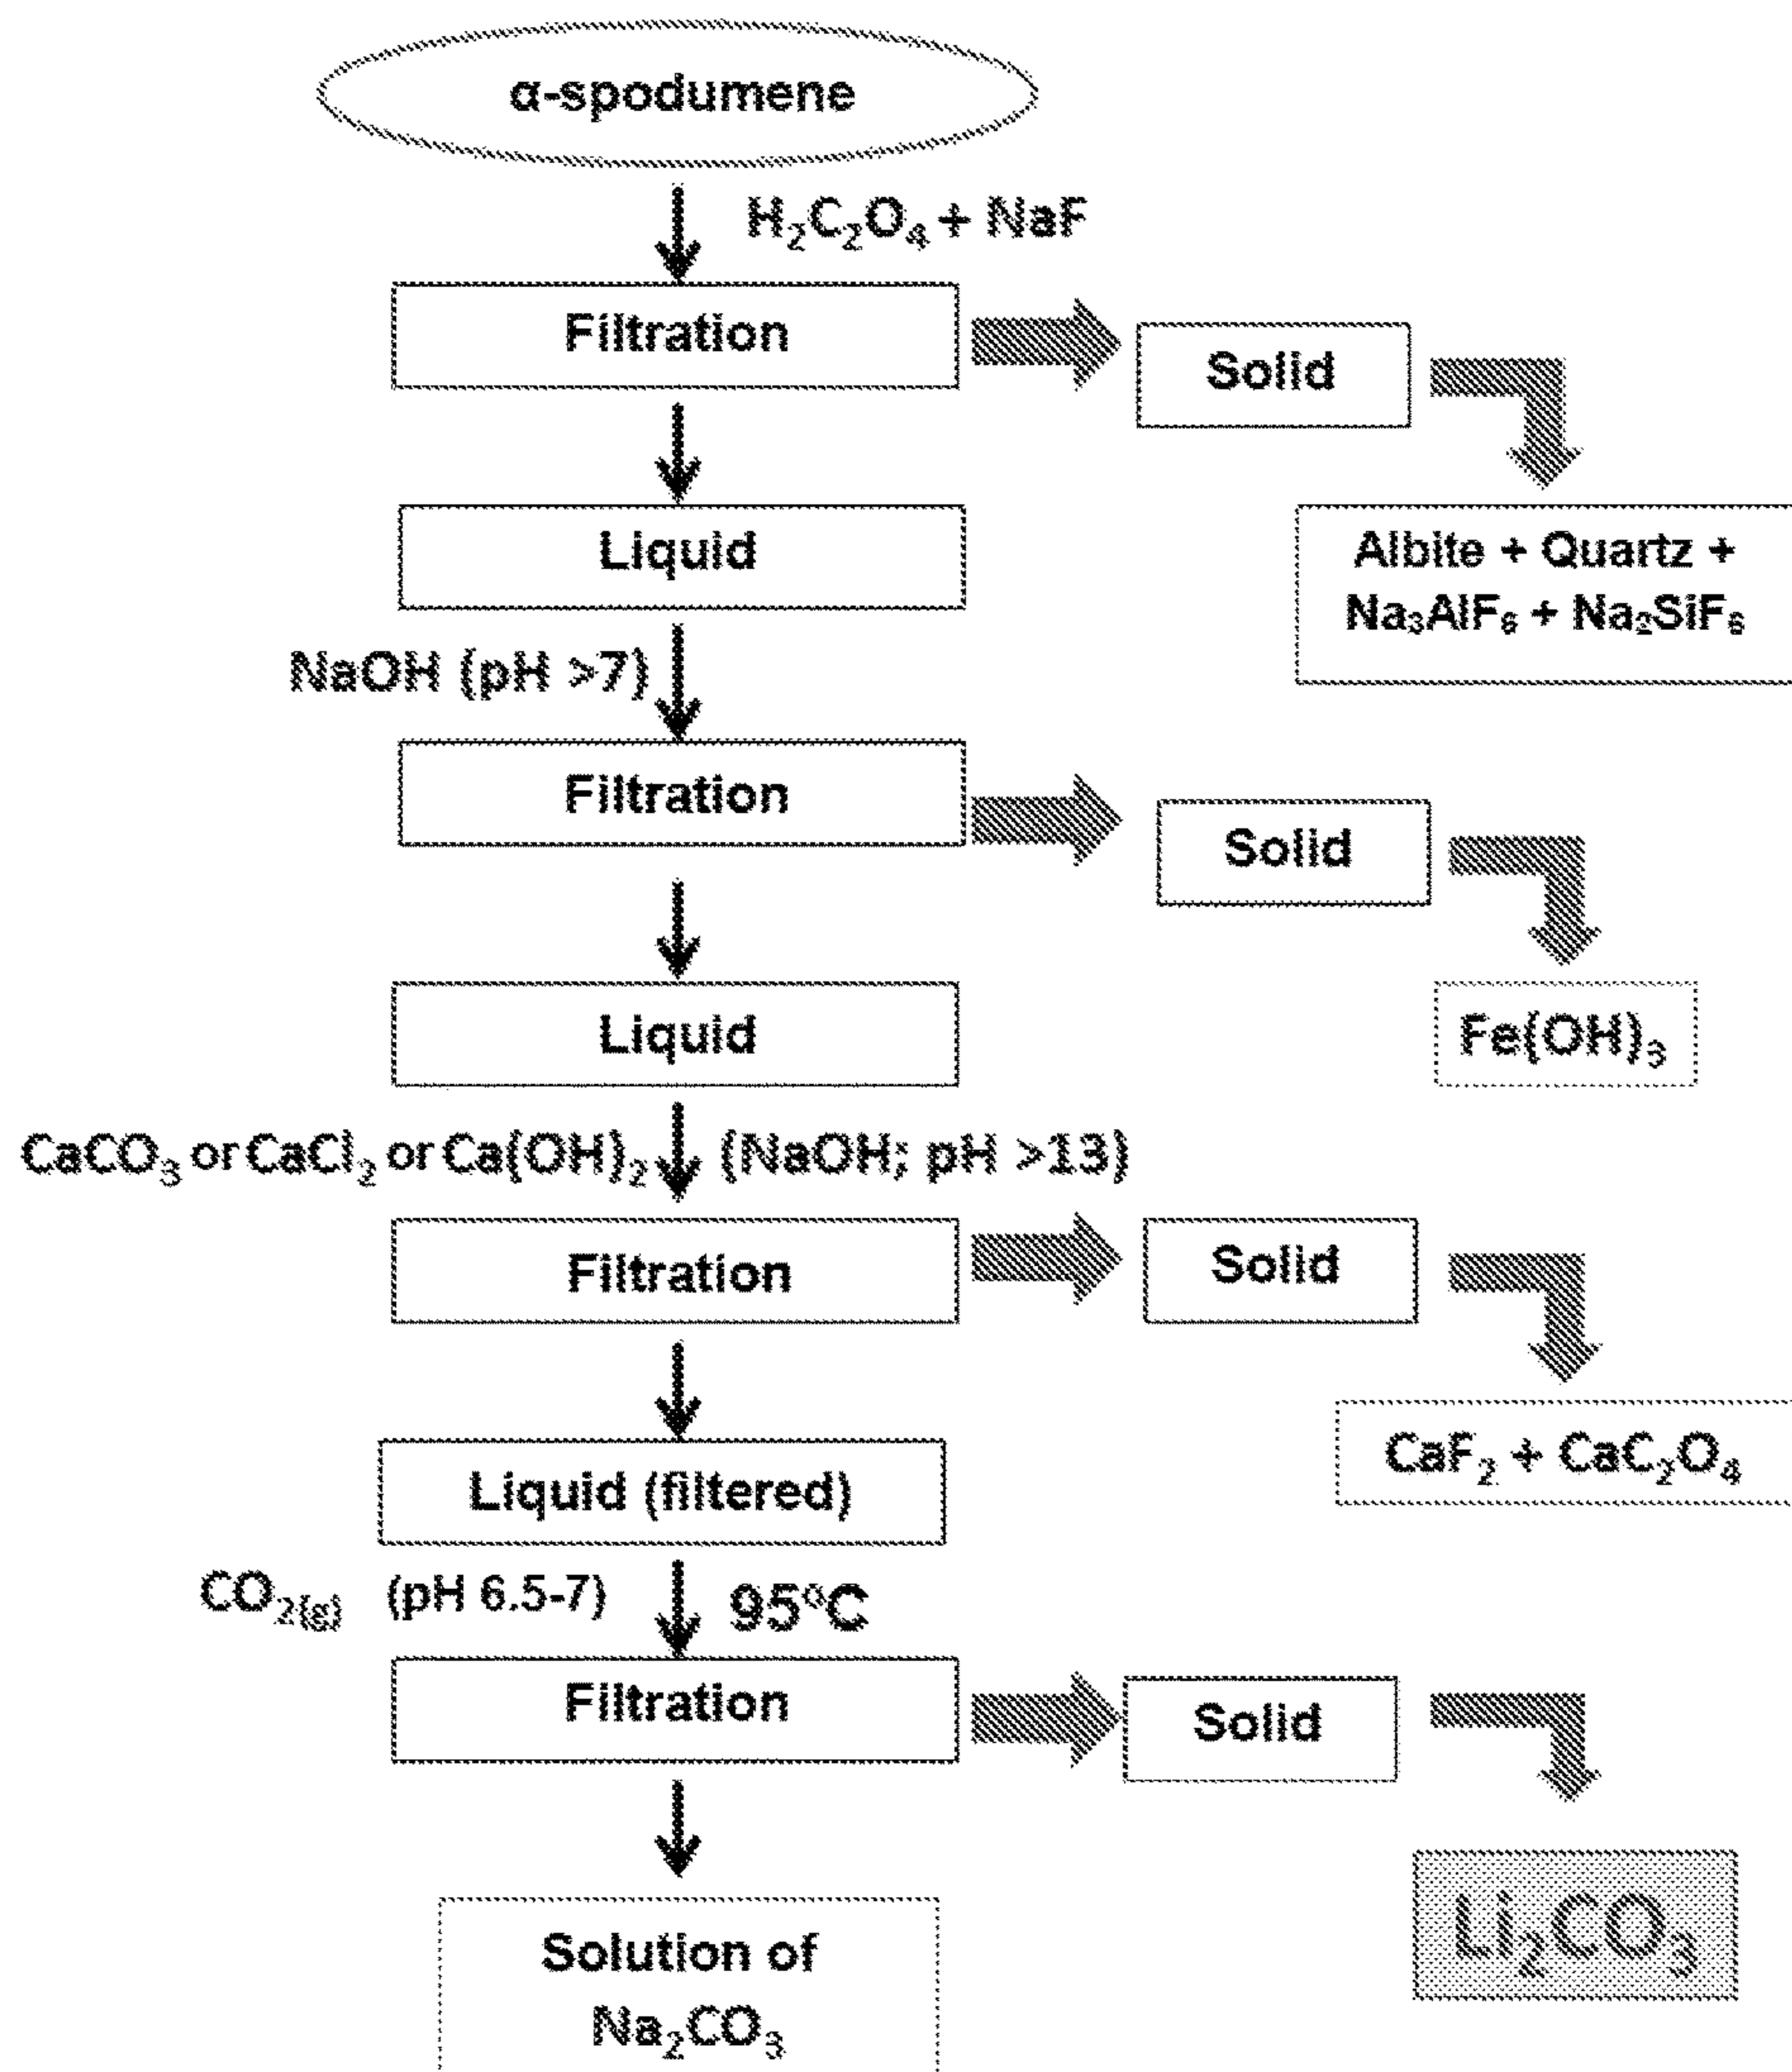 α-spodumene
H₂C₂O₄ + NaF
Filtration
Solid
Liquid
Albite + Quartz +
Na₃AlF₆ + Na₂SiF₆
NaOH (pH >7)
Filtration
Solid
Liquid
Fe(OH)₃
CaCO₃ or CaCl₂ or Ca(OH)₂ (NaOH; pH >13)
Filtration
Solid
Liquid (filtered)
CaF₂ + CaC₂O₄
CO₂₍g₎ (pH 6.5-7) 95⁰C
Filtration
Solid
Li₂CO₃
Solution of
Na₂CO₃